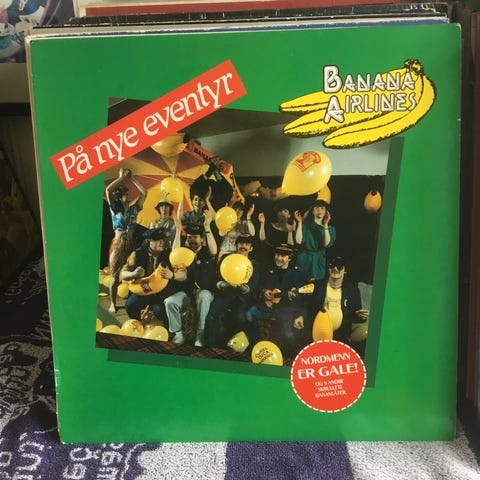 På nye eventyr
BANANA
AIRLINES
NORDMENN
ER GALE!
OG 9 ANDRE
SKRULLETE
BANANLÅTER.